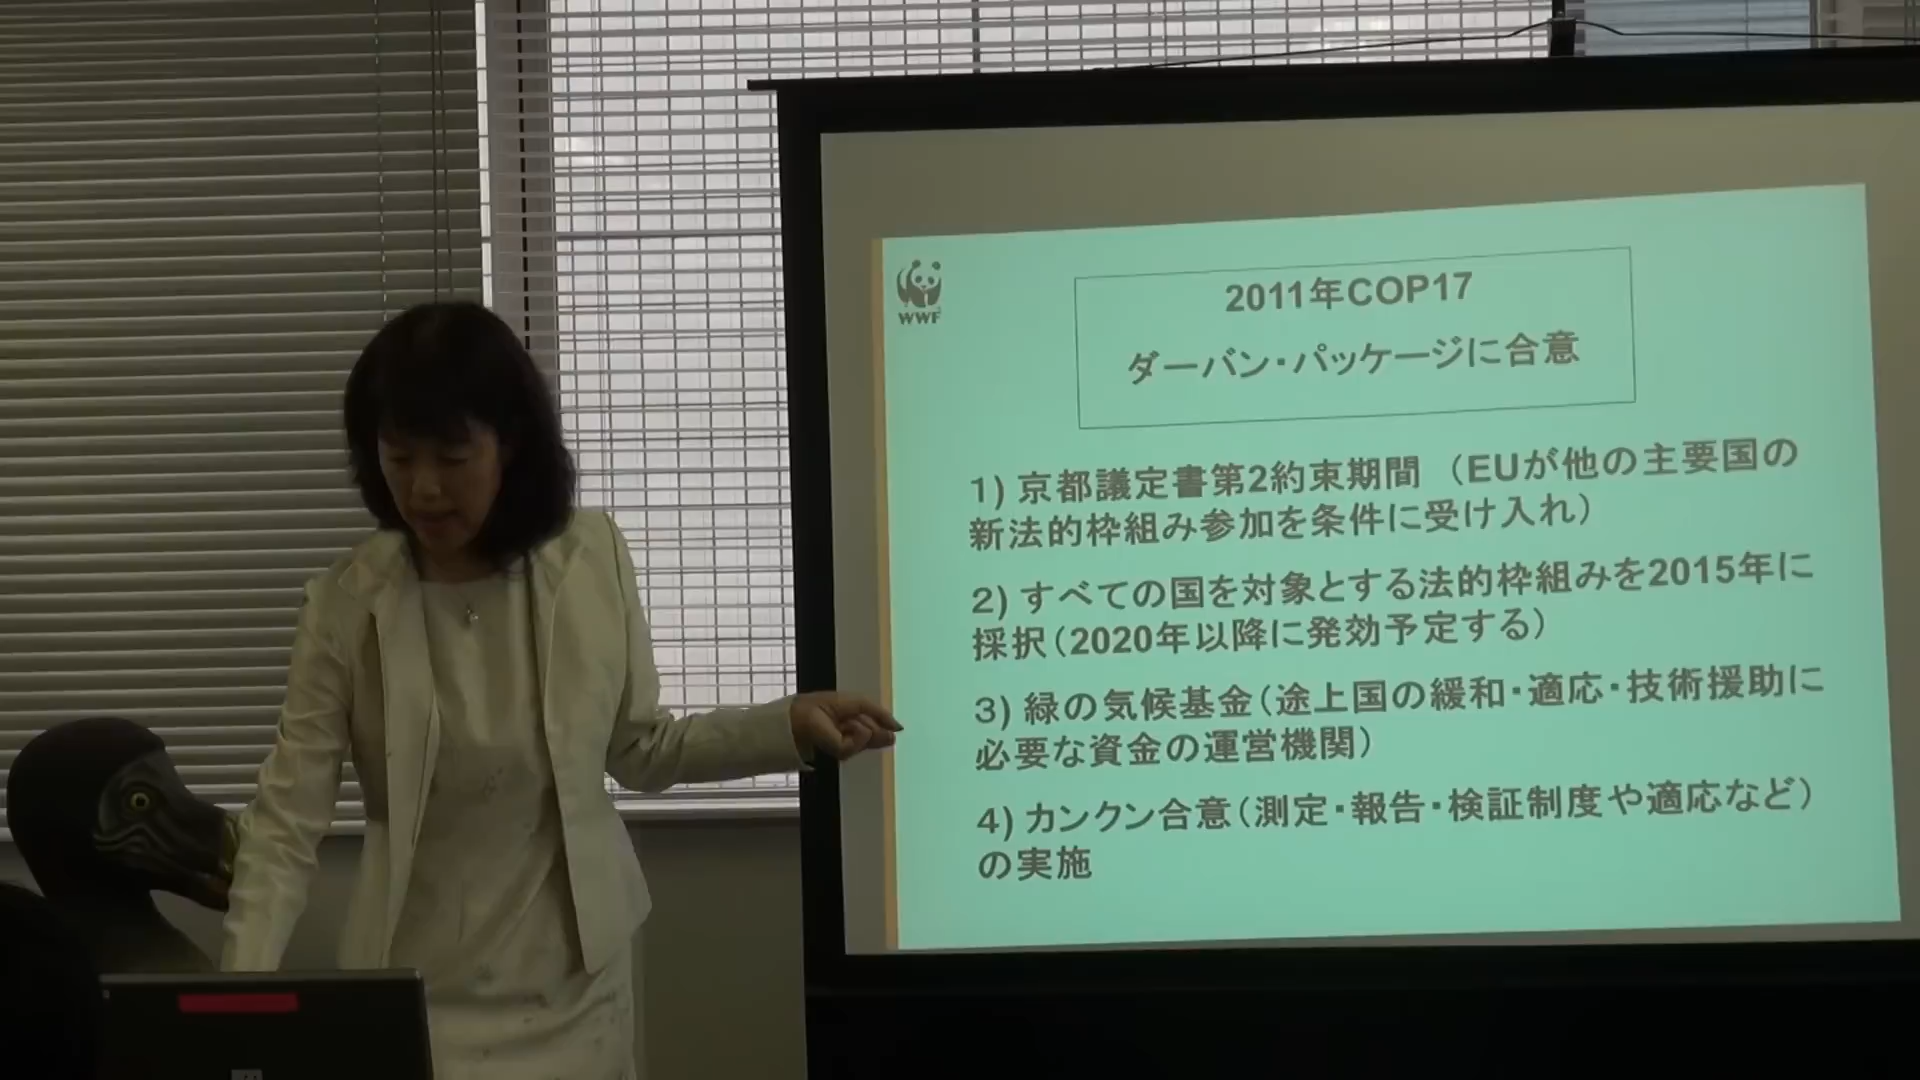 WWF
2011年COP17
ダーバン・パッケージに合意
1) 京都議定書第2約束期間 （EUが他の主要国の
新法的枠組み参加を条件に受け入れ）
2) すべての国を対象とする法的枠組みを2015年に
採択（2020年以降に発効予定する）
3) 緑の気候基金（途上国の緩和・適応・技術援助に
必要な資金の運営機関）
4) カンクン合意（測定・報告・検証制度や適応など）
の実施